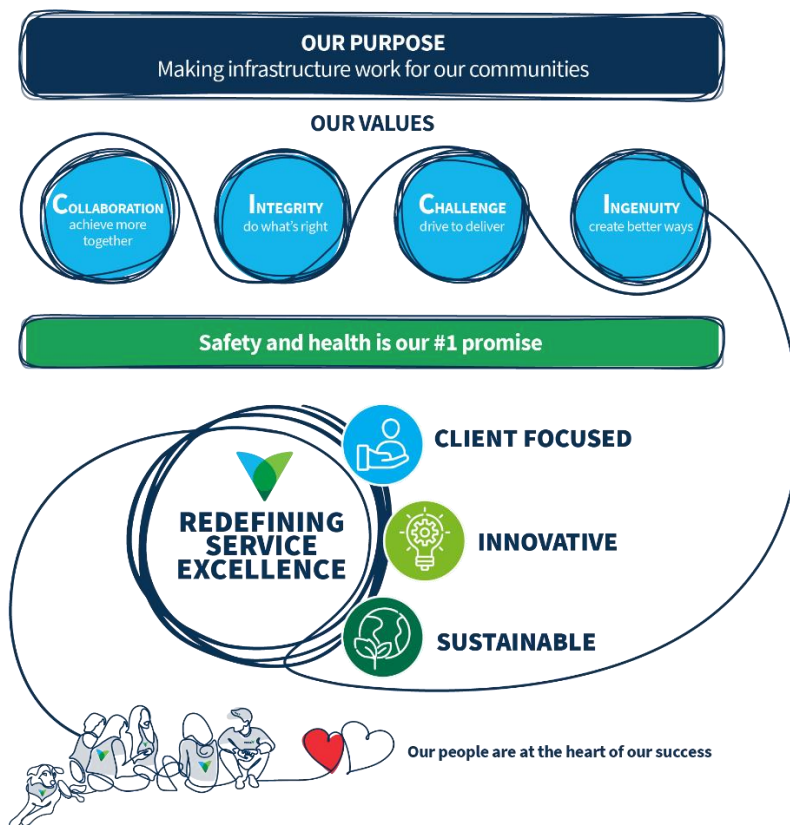 OUR PURPOSE
Making infrastructure work for our communities
OUR VALUES
COLLABORATION
achieve more
together
INTEGRITY
do what's right
CHALLENGE
drive to deliver
INGENUITY
create better ways
Safety and health is our #1 promise
REDEFINING
SERVICE
EXCELLENCE
CLIENT FOCUSED
INNOVATIVE
SUSTAINABLE
Our people are at the heart of our success